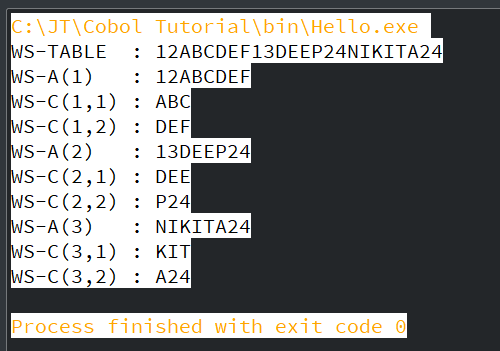 C:\JT\Cobol Tutorial\bin\Hello.exe
WS-TABLE  : 12ABCDEF13DEEP24NIKITA24
WS-A(1)   : 12ABCDEF
WS-C(1,1) : ABC
WS-C(1,2) : DEF
WS-A(2)   : 13DEEP24
WS-C(2,1) : DEE
WS-C(2,2) : P24
WS-A(3)   : NIKITA24
WS-C(3,1) : KIT
WS-C(3,2) : A24
Process finished with exit code 0